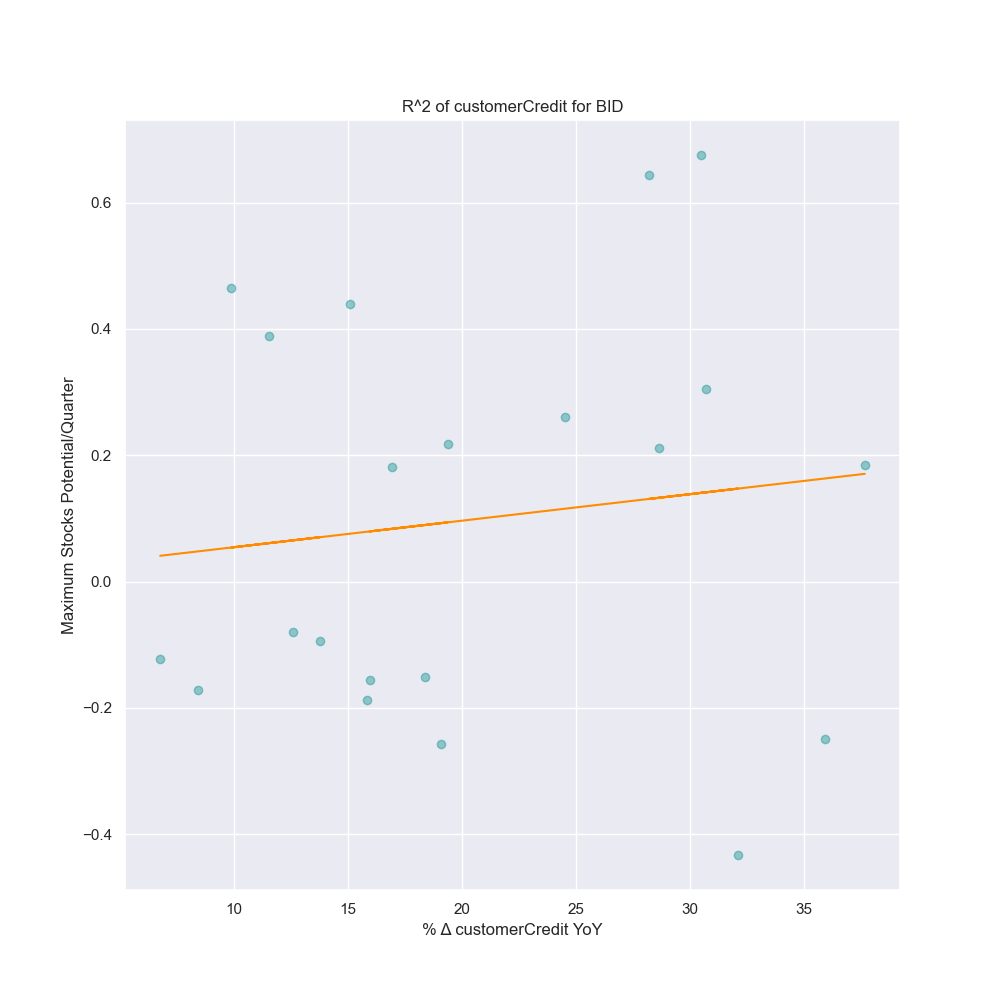 R^2 of customerCredit for BID
Maximum Stocks Potential/Quarter
0.6
0.4
0.2
0.0
−0.2
−0.4
10 15 20 25 30 35
% Δ customerCredit YoY